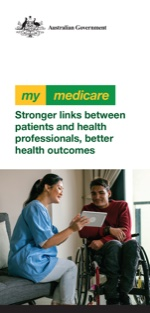 Australian Government
my medicare
Stronger links between
patients and health
professionals, better
health outcomes